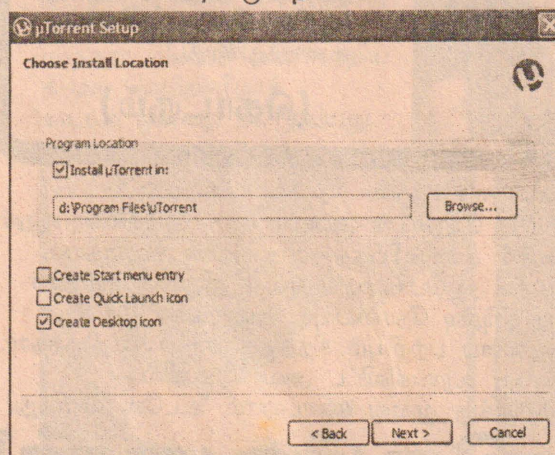 µTorrent Setup
Choose Install Location
Program Location
Install µTorrent in:
d:\Program Files\uTorrent
Browse...
Create Start menu entry
Create Quick Launch icon
Create Desktop icon
< Back
Next >
Cancel